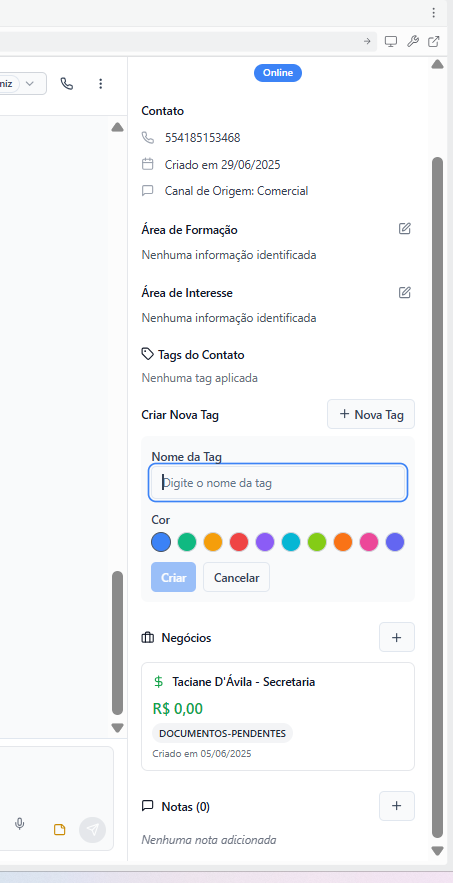 niz
Online
Contato
554185153468
Criado em 29/06/2025
Canal de Origem: Comercial
Área de Formação
Nenhuma informação identificada
Área de Interesse
Nenhuma informação identificada
Tags do Contato
Nenhuma tag aplicada
Criar Nova Tag
+ Nova Tag
Nome da Tag
Digite o nome da tag
Cor
Criar
Cancelar
Negócios
+
$ Taciane D'Ávila - Secretaria
R$ 0,00
DOCUMENTOS-PENDENTES
Criado em 05/06/2025
Notas (0)
+
Nenhuma nota adicionada